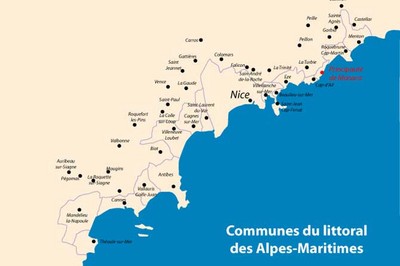 Peille
Sainte
Agnès
Castellar
Gorbio
Menton
Peillon
Roquebrune
Cap-Martin
Carros
Gattières
Colomars
Saint
Jeannet
Falicon
Saint-André
de la Roche
La Trinité
La Turbie
Principauté
de Monaco
Eze
Cap-d'Ail
Vence
La Gaude
Villefranche
sur-Mer
Beaulieu-sur-Mer
Nice
Saint-Jean
Cap-Ferrat
Saint-Paul
Saint Laurent
du Var
Roquefort
les Pins
La Colle
sur Loup
Cagnes
sur-Mer
Villeneuve
Loubet
Valbonne
Biot
Auribeau
sur-Siagne
Mougins
Pégomas
La Roquette
sur-Siagne
Vallauris
Golfe-Juan
Antibes
Cannes
Mandelieu
la Napoule
Théoule-sur-Mer
Communes du littoral
des Alpes-Maritimes